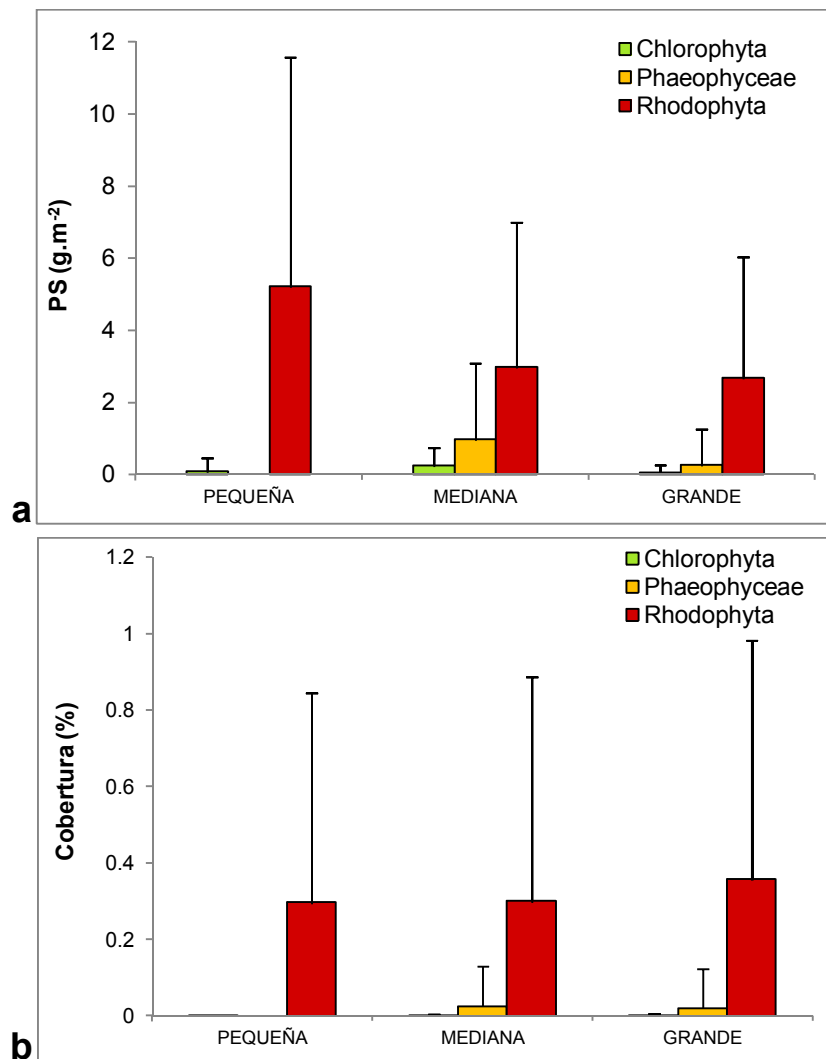 12
10
8
6
4
2
0
PS (g.m-2)
Chlorophyta
Phaeophyceae
Rhodophyta
PEQUEÑA MEDIANA GRANDE
a
1.2
1
0.8
0.6
0.4
0.2
0
Cobertura (%)
Chlorophyta
Phaeophyceae
Rhodophyta
PEQUEÑA MEDIANA GRANDE
b